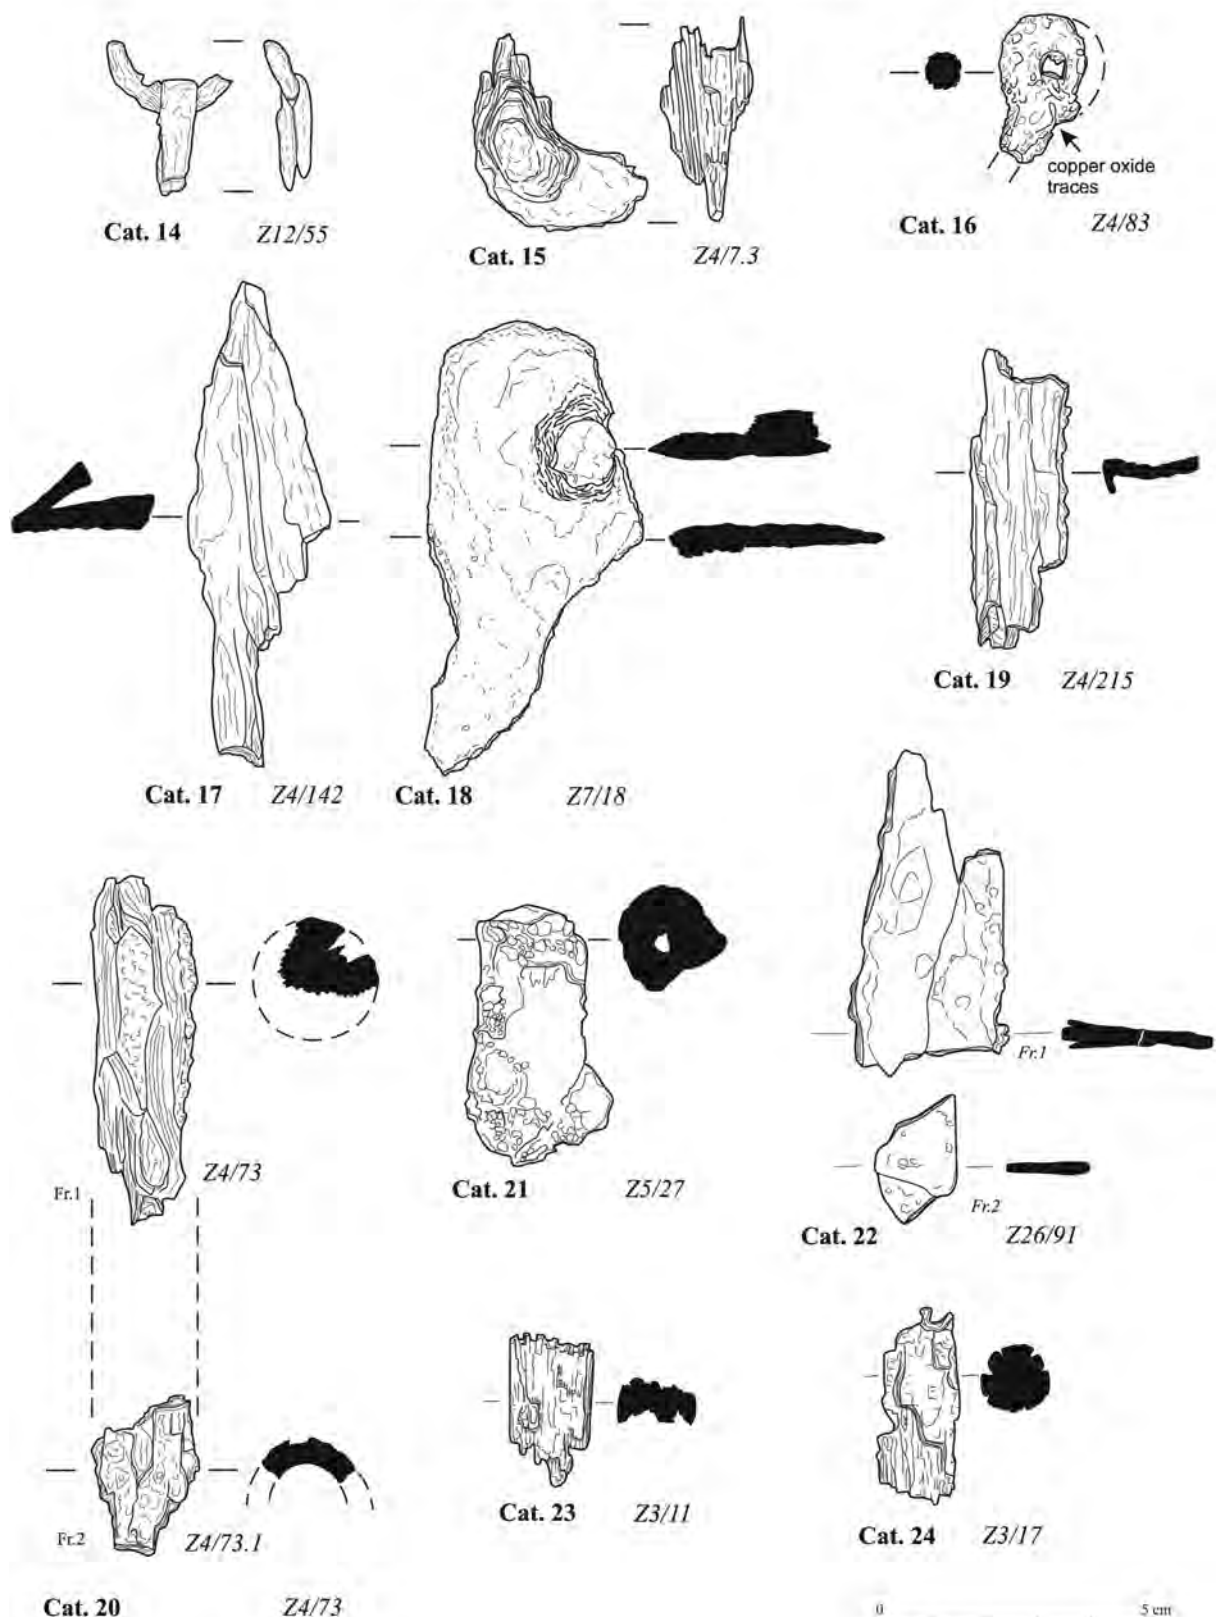 copper oxide
traces
Cat. 14 Z12/55
Cat. 15 Z4/7.3
Cat. 16 Z4/83
Cat. 19 Z4/215
Cat. 17 Z4/142
Cat. 18 Z7/18
Fr.1
Z4/73
Fr.1
Cat. 21 Z5/27
Fr.2
Cat. 22 Z26/91
Cat. 23 Z3/11
Fr.2 Z4/73.1
Cat. 24 Z3/17
Cat. 20 Z4/73
0 5 cm